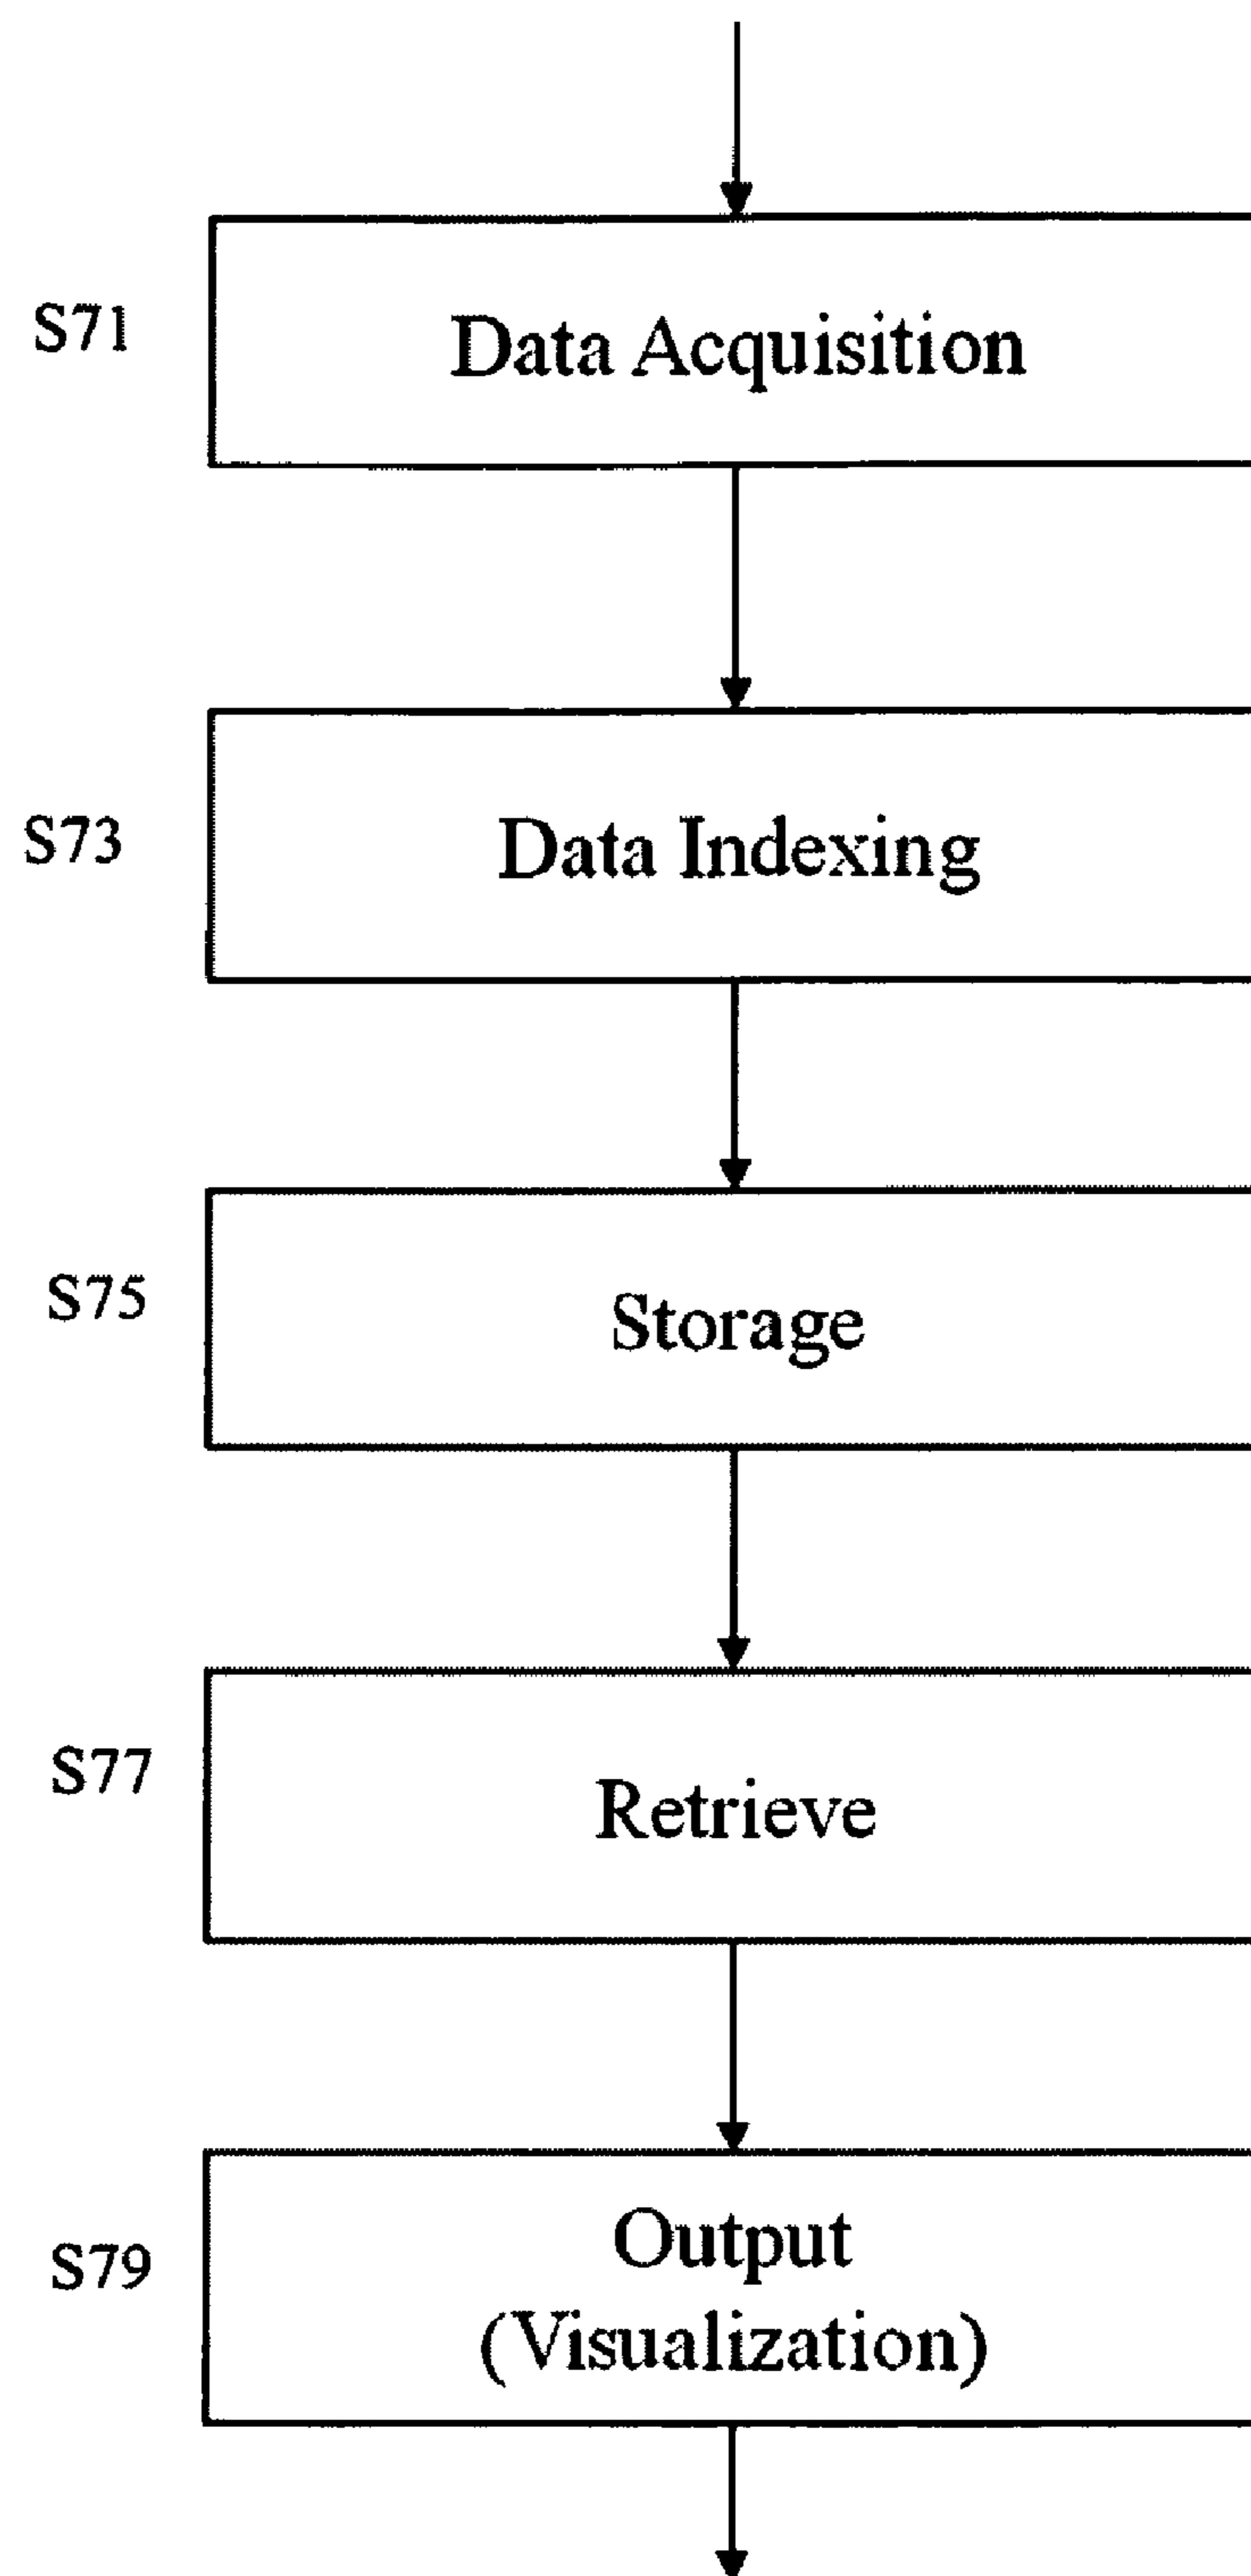 S71
Data Acquisition
S73
Data Indexing
S75
Storage
S77
Retrieve
S79
Output
(Visualization)